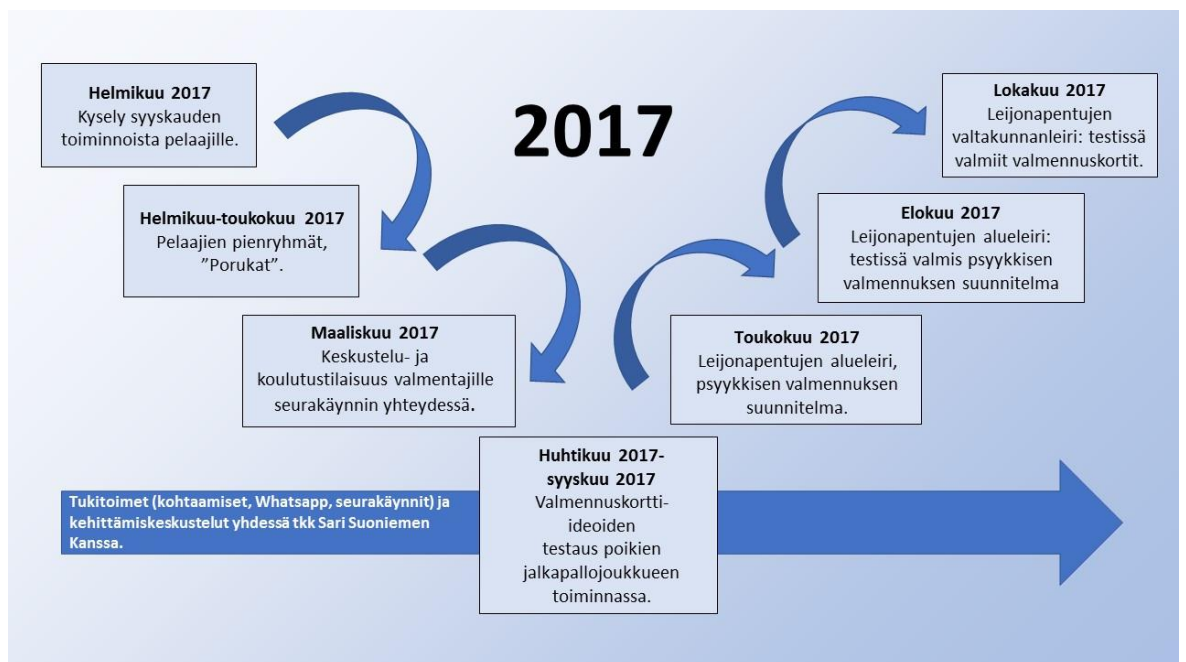 2017
Helmikuu 2017
Kysely syyskauden
toiminnoista pelaajille.
Helmikuu-toukokuu 2017
Pelaajien pienryhmät,
”Porukat”.
Maaliskuu 2017
Keskustelu- ja
koulutustilaisuus valmentajille
seurakäynnin yhteydessä.
Huhtikuu 2017-
syyskuu 2017
Valmennuskortti-
ideoiden
testaus poikien
jalkapallojoukkueen
toiminnassa.
Toukokuu 2017
Leijonapentujen alueleiri,
psyykkisen valmennuksen
suunnitelma.
Elokuu 2017
Leijonapentujen alueleiri:
testissä valmis psyykkisen
valmennuksen suunnitelma
Lokakuu 2017
Leijonapentujen
valtakunnanleiri: testissä
valmiit valmennuskortit.
Tukitoimet (kohtaamiset, Whatsapp, seurakäynnit) ja
kehittämiskeskustelut yhdessä tkk Sari Suoniemen
Kanssa.